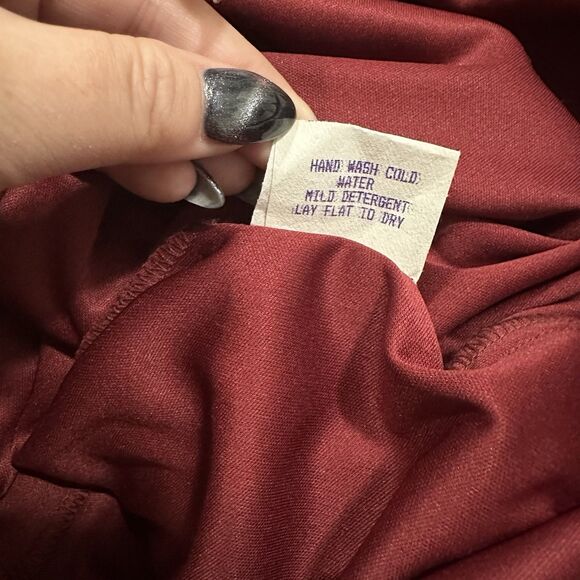 HAND WASH COLD
WATER
MILD DETERGENT
LAY FLAT TO DRY